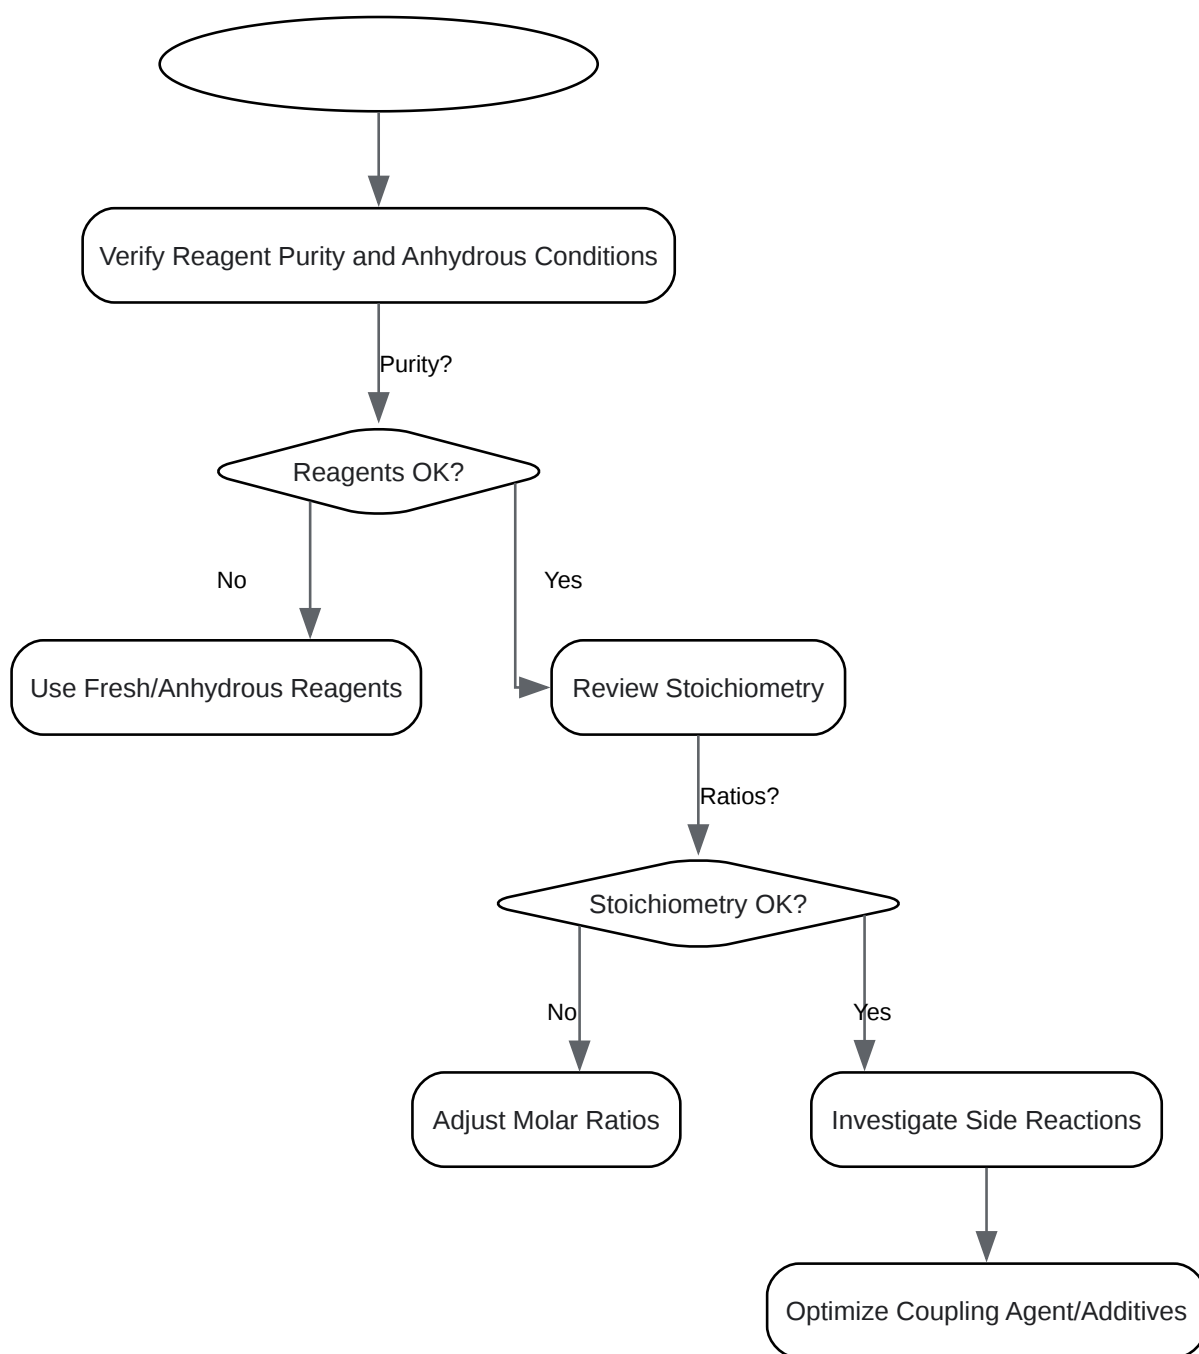 Verify Reagent Purity and Anhydrous Conditions
Purity?
Reagents OK?
No
Yes
Use Fresh/Anhydrous Reagents
Review Stoichiometry
Ratios?
Stoichiometry OK?
No
Yes
Adjust Molar Ratios
Investigate Side Reactions
Optimize Coupling Agent/Additives